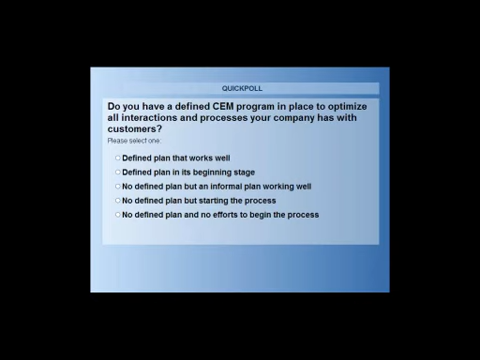 QUICKPOLL
Do you have a defined CEM program in place to optimize
all interactions and processes your company has with
customers?
Please select one:
Defined plan that works well
Defined plan in its beginning stage
No defined plan but an informal plan working well
No defined plan but starting the process
No defined plan and no efforts to begin the process